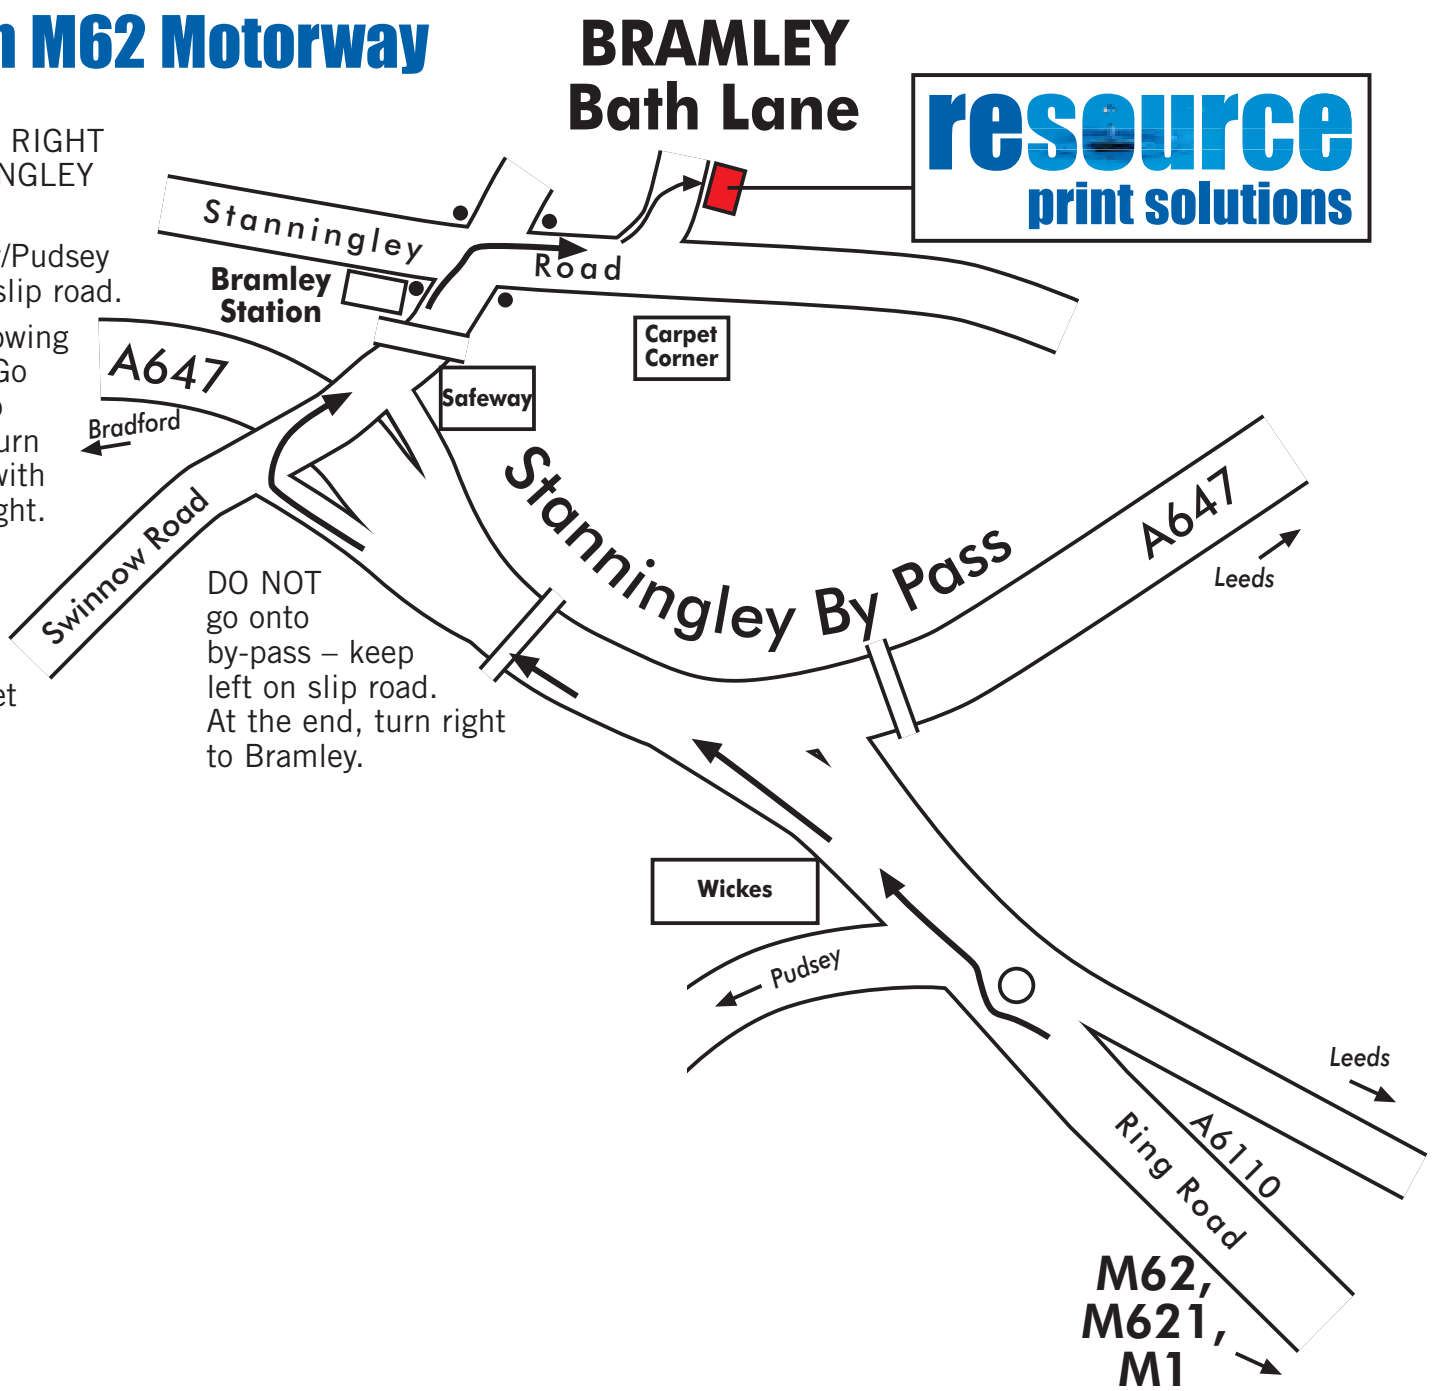 M62 Motorway
BRAMLEY
Bath Lane
resource
print solutions
RIGHT
NGLEY
/Pudsey
slip road.
owing
Go
urn
with
ght.
et
Stanningley
Road
Bramley
Station
Carpet
Corner
Safeway
A647
Bradford
Swinnow Road
Stanningley By Pass
A647
Leeds
DO NOT
go onto
by-pass – keep
left on slip road.
At the end, turn right
to Bramley.
Wickes
Pudsey
Leeds
A6110
Ring Road
M62,
M621,
M1